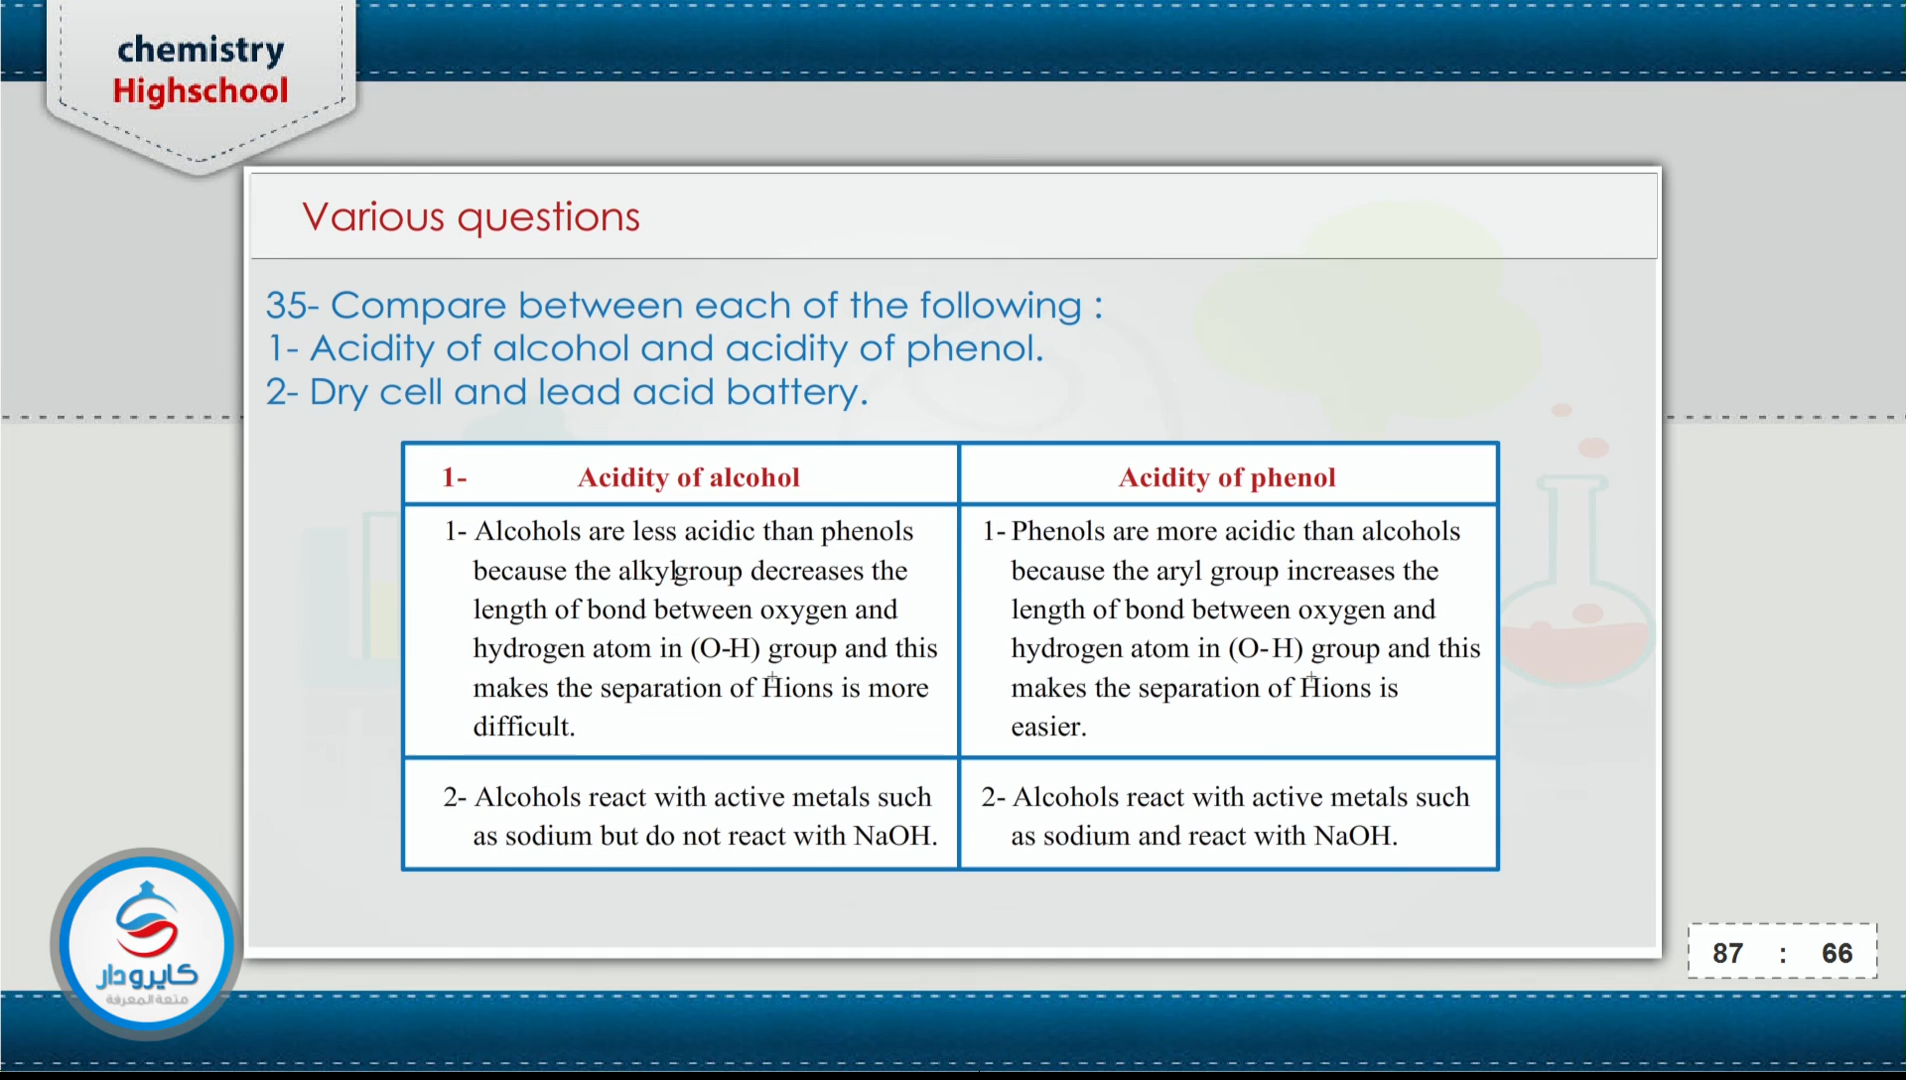 chemistry
Highschool
Various questions
35- Compare between each of the following :
1- Acidity of alcohol and acidity of phenol.
2- Dry cell and lead acid battery.
1- Acidity of alcohol
Acidity of phenol
1- Alcohols are less acidic than phenols
because the alkyl group decreases the
length of bond between oxygen and
hydrogen atom in (O-H) group and this
makes the separation of H+ ions is more
difficult.
1- Phenols are more acidic than alcohols
because the aryl group increases the
length of bond between oxygen and
hydrogen atom in (O-H) group and this
makes the separation of H+ ions is
easier.
2- Alcohols react with active metals such
as sodium but do not react with NaOH.
2- Alcohols react with active metals such
as sodium and react with NaOH.
كايرودار
متعة المعرفة
87 : 66